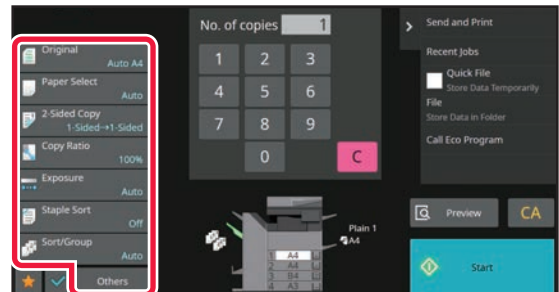 Original
Auto A4
Paper Select
Auto
2-Sided Copy
1-Sided→1-Sided
Copy Ratio
100%
Exposure
Auto
Staple Sort
Off
Sort/Group
Auto
Others
No. of copies 1
1 2 3
4 5 6
7 8 9
0 C
Plain 1
A4
1 A4
2 A4
3 B4
4 A3
> Send and Print
Recent Jobs
Quick File
Store Data Temporarily
File
Store Data in Folder
Call Eco Program
Preview
CA
Start